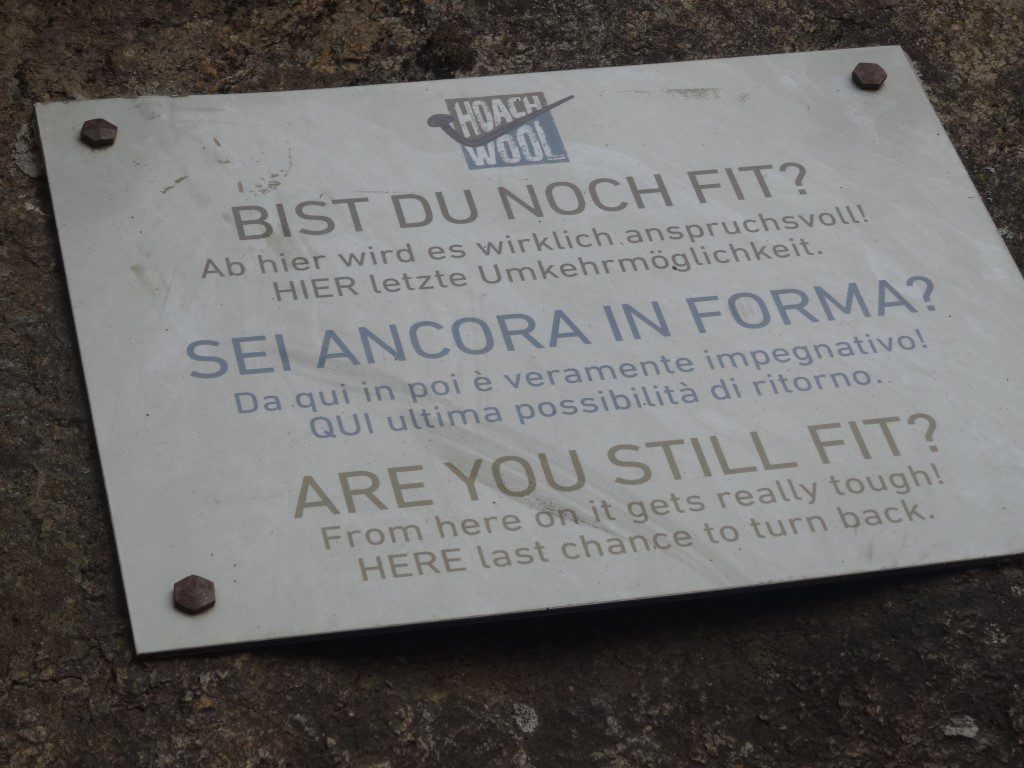 HOACH
WOOL
BIST DU NOCH FIT?
Ab hier wird es wirklich anspruchsvoll!
HIER letzte Umkehrmöglichkeit.
SEI ANCORA IN FORMA?
Da qui in poi è veramente impegnativo!
QUI ultima possibilità di ritorno.
ARE YOU STILL FIT?
From here on it gets really tough!
HERE last chance to turn back.